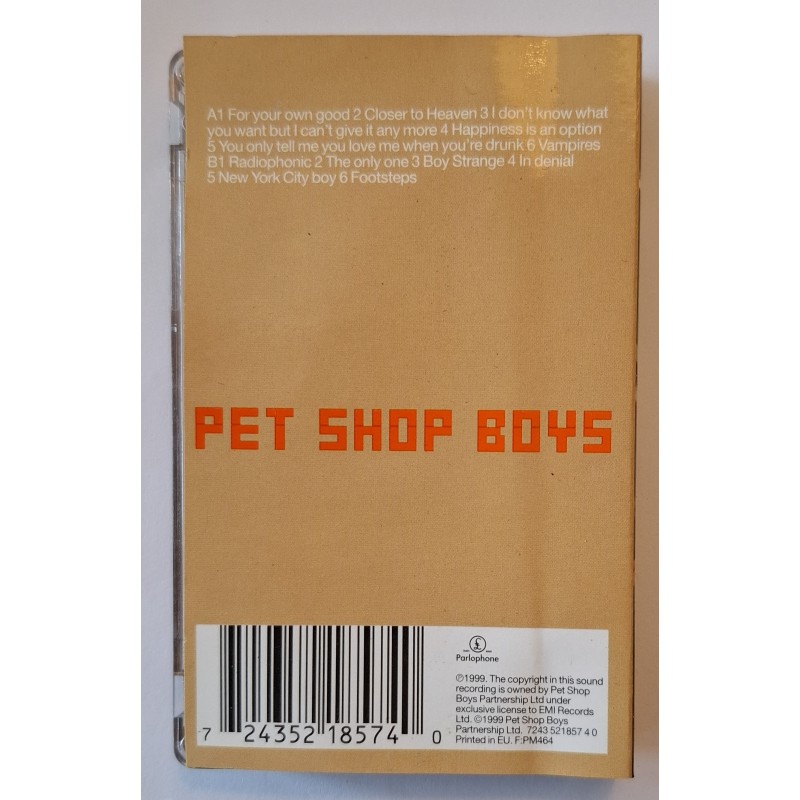 A1 For your own good 2 Closer to Heaven 3 I don't know what
you want but I can't give it any more 4 Happiness is an option
5 You only tell me you love me when you're drunk 6 Vampires
B1 Radiophonic 2 The only one 3 Boy Strange 4 In denial
5 New York City boy 6 Footsteps
PET SHOP BOYS
£
Parlophone
℗1999. The copyright in this sound
recording is owned by Pet Shop
Boys Partnership Ltd under
exclusive license to EMI Records
Ltd. ©1999 Pet Shop Boys
Partnership Ltd. 7243 521857 4 0
Printed in EU. F:PM464
7 24352 18574 0